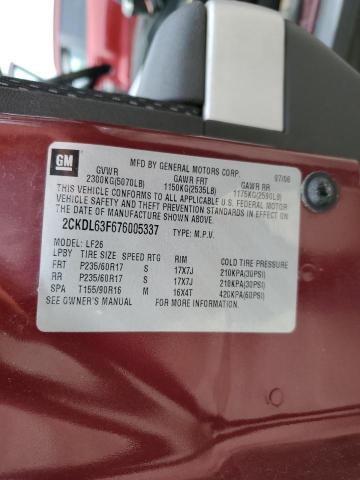 GM
MFD BY GENERAL MOTORS CORP. 07/06
GVWR GAWR FRT GAWR RR
2300KG(5070LB) 1150KG(2535LB) 1175KG(2590LB)
THIS VEHICLE CONFORMS TO ALL APPLICABLE U.S. FEDERAL MOTOR
VEHICLE SAFETY AND THEFT PREVENTION STANDARDS IN EFFECT ON
THE DATE OF MANUFACTURE SHOWN ABOVE.
2CKDL63F676005337 TYPE: M.P.V.
MODEL: LF26
LPBY TIRE SIZE SPEED RTG RIM COLD TIRE PRESSURE
FRT P235/60R17 S 17X7J 210KPA(30PSI)
RR P235/60R17 S 17X7J 210KPA(30PSI)
SPA T155/90R16 M 16X4T 420KPA(60PSI)
SEE OWNER'S MANUAL FOR MORE INFORMATION